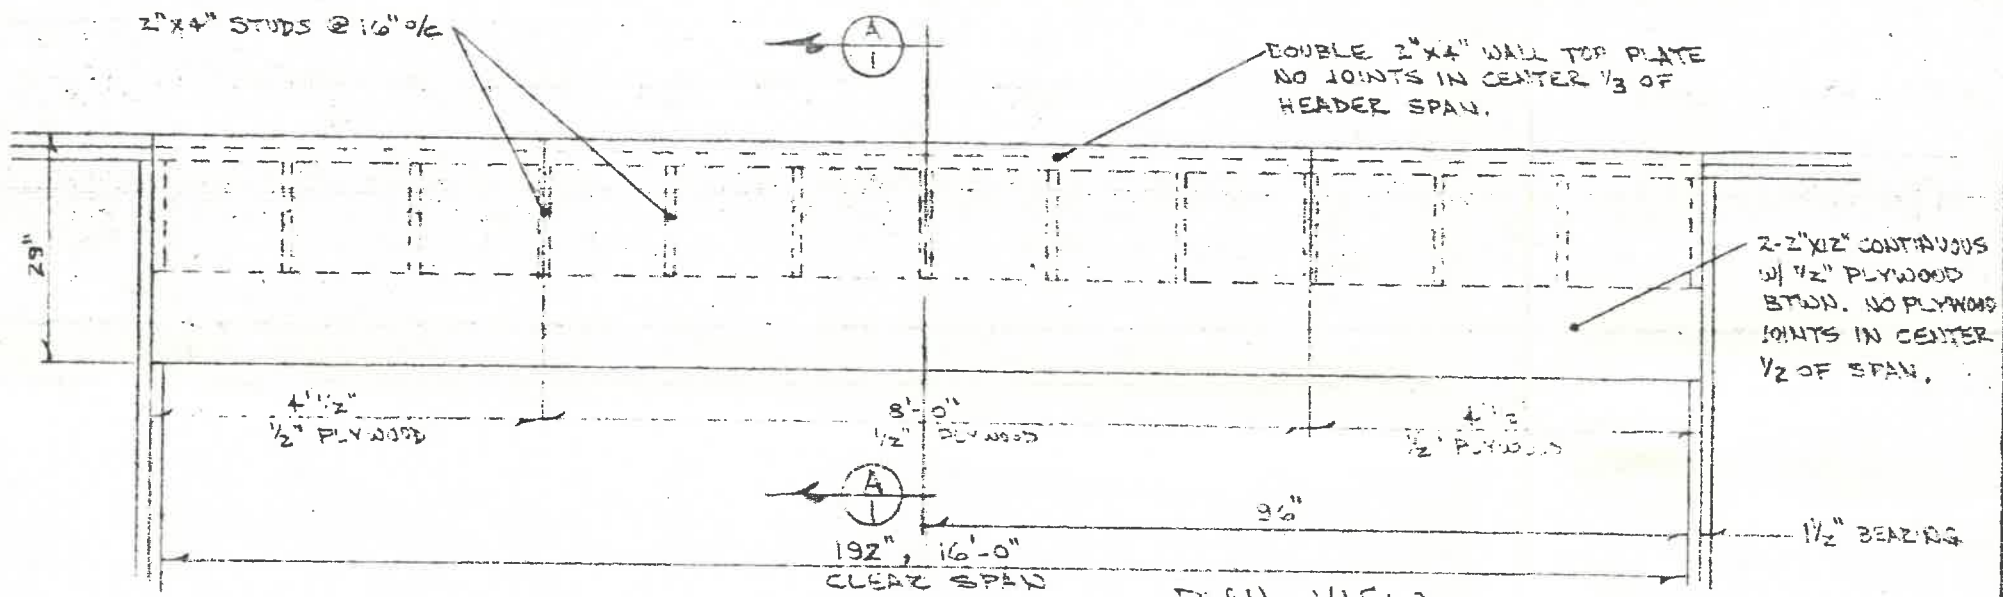 2"X4" STUDS @ 16" O/C
A
1
DOUBLE 2"X4" WALL TOP PLATE
NO JOINTS IN CENTER 1/3 OF
HEADER SPAN.
29"
2-2"X12" CONTINUOUS
W/ 1/2" PLYWOOD
BTWN. NO PLYWOOD
JOINTS IN CENTER
1/2 OF SPAN.
4'1/2"
1/2" PLYWOOD
8'-0"
1/2" PLYWOOD
4'1/2"
1/2" PLYWOOD
A
1
96"
1 1/2" BEARING
192", 16'-0"
CLEAR SPAN